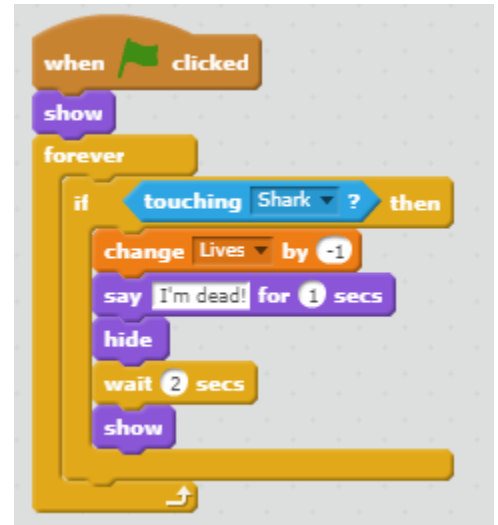 when clicked
show
forever
if touching Shark ? then
change Lives by -1
say I'm dead! for 1 secs
hide
wait 2 secs
show